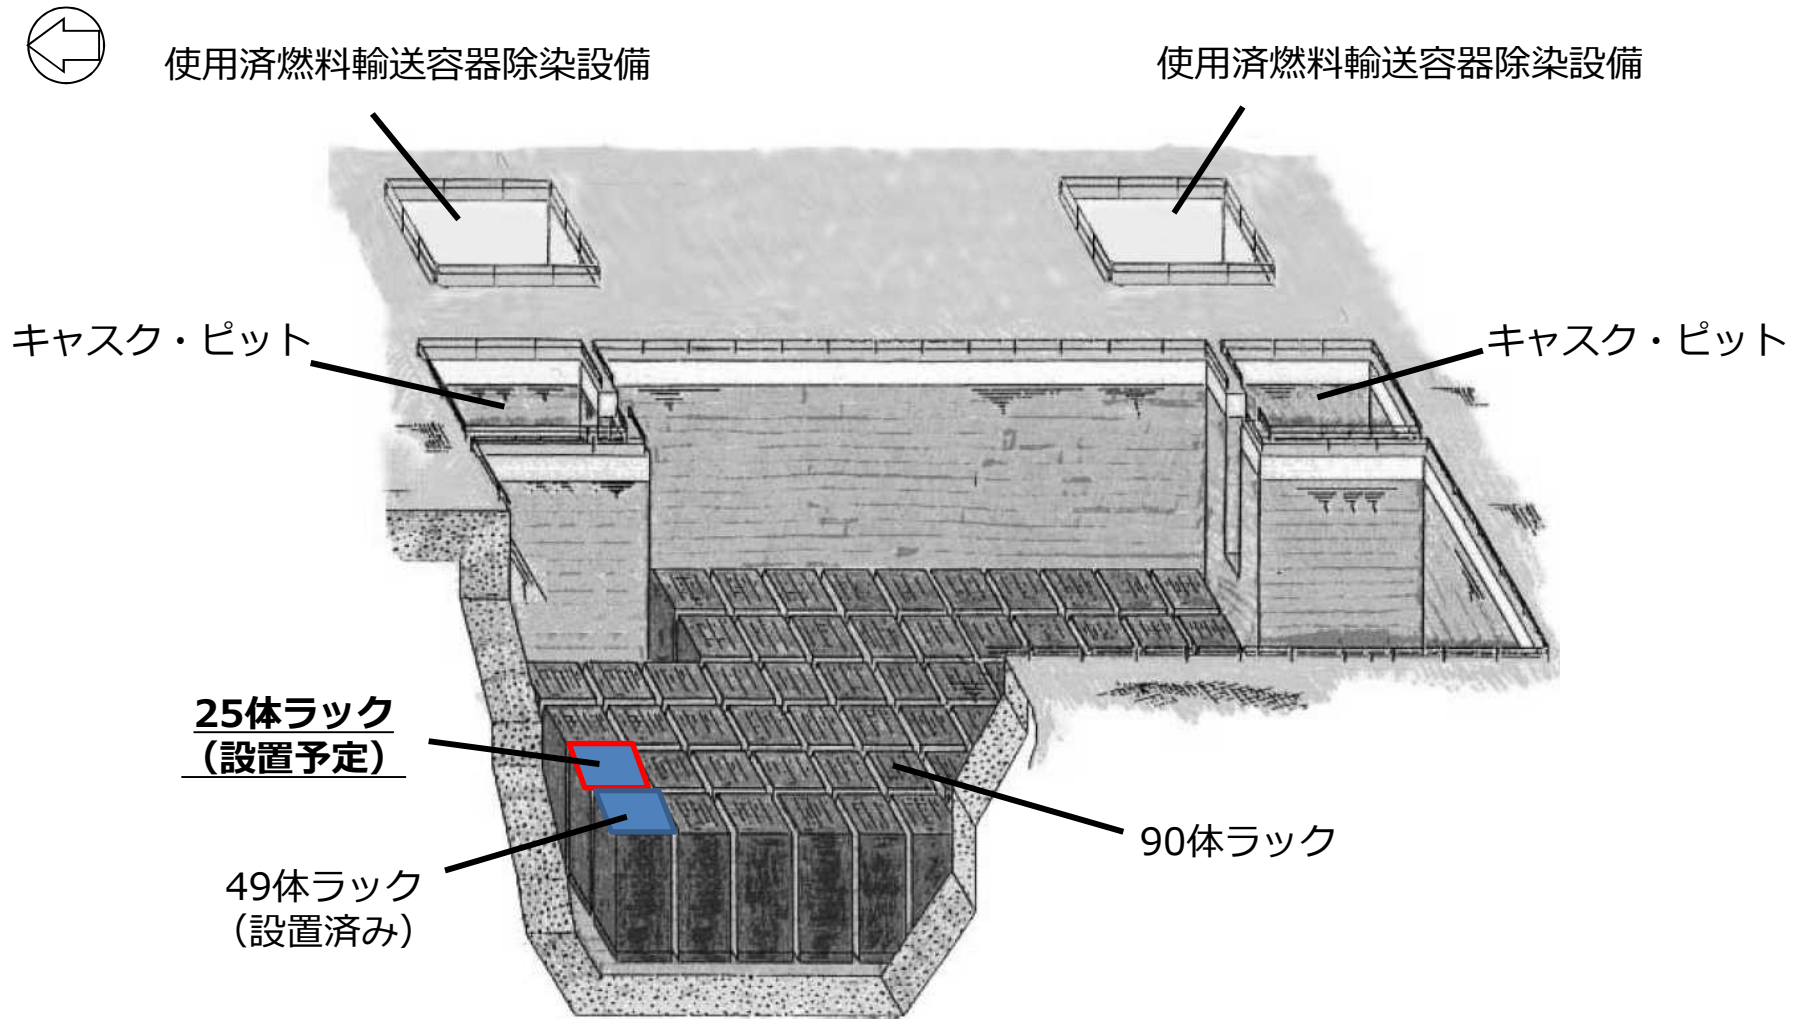 使用済燃料輸送容器除染設備
使用済燃料輸送容器除染設備
キャスク・ピット
キャスク・ピット
25体ラック
（設置予定）
90体ラック
49体ラック
（設置済み）